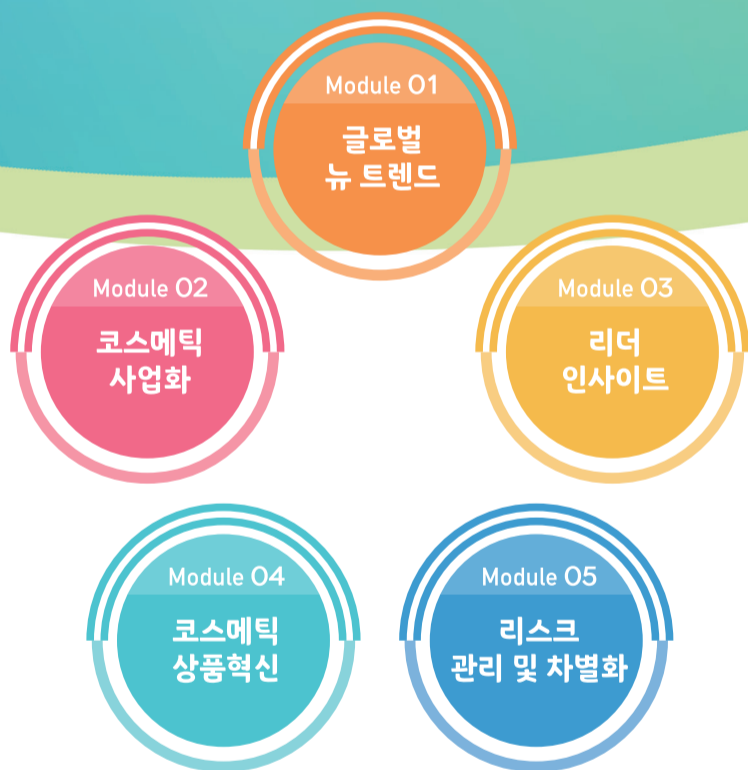 Module 01
글로벌
뉴 트렌드
Module 02
코스메틱
사업화
Module 03
리더
인사이트
Module 04
코스메틱
상품혁신
Module 05
리스크
관리 및 차별화